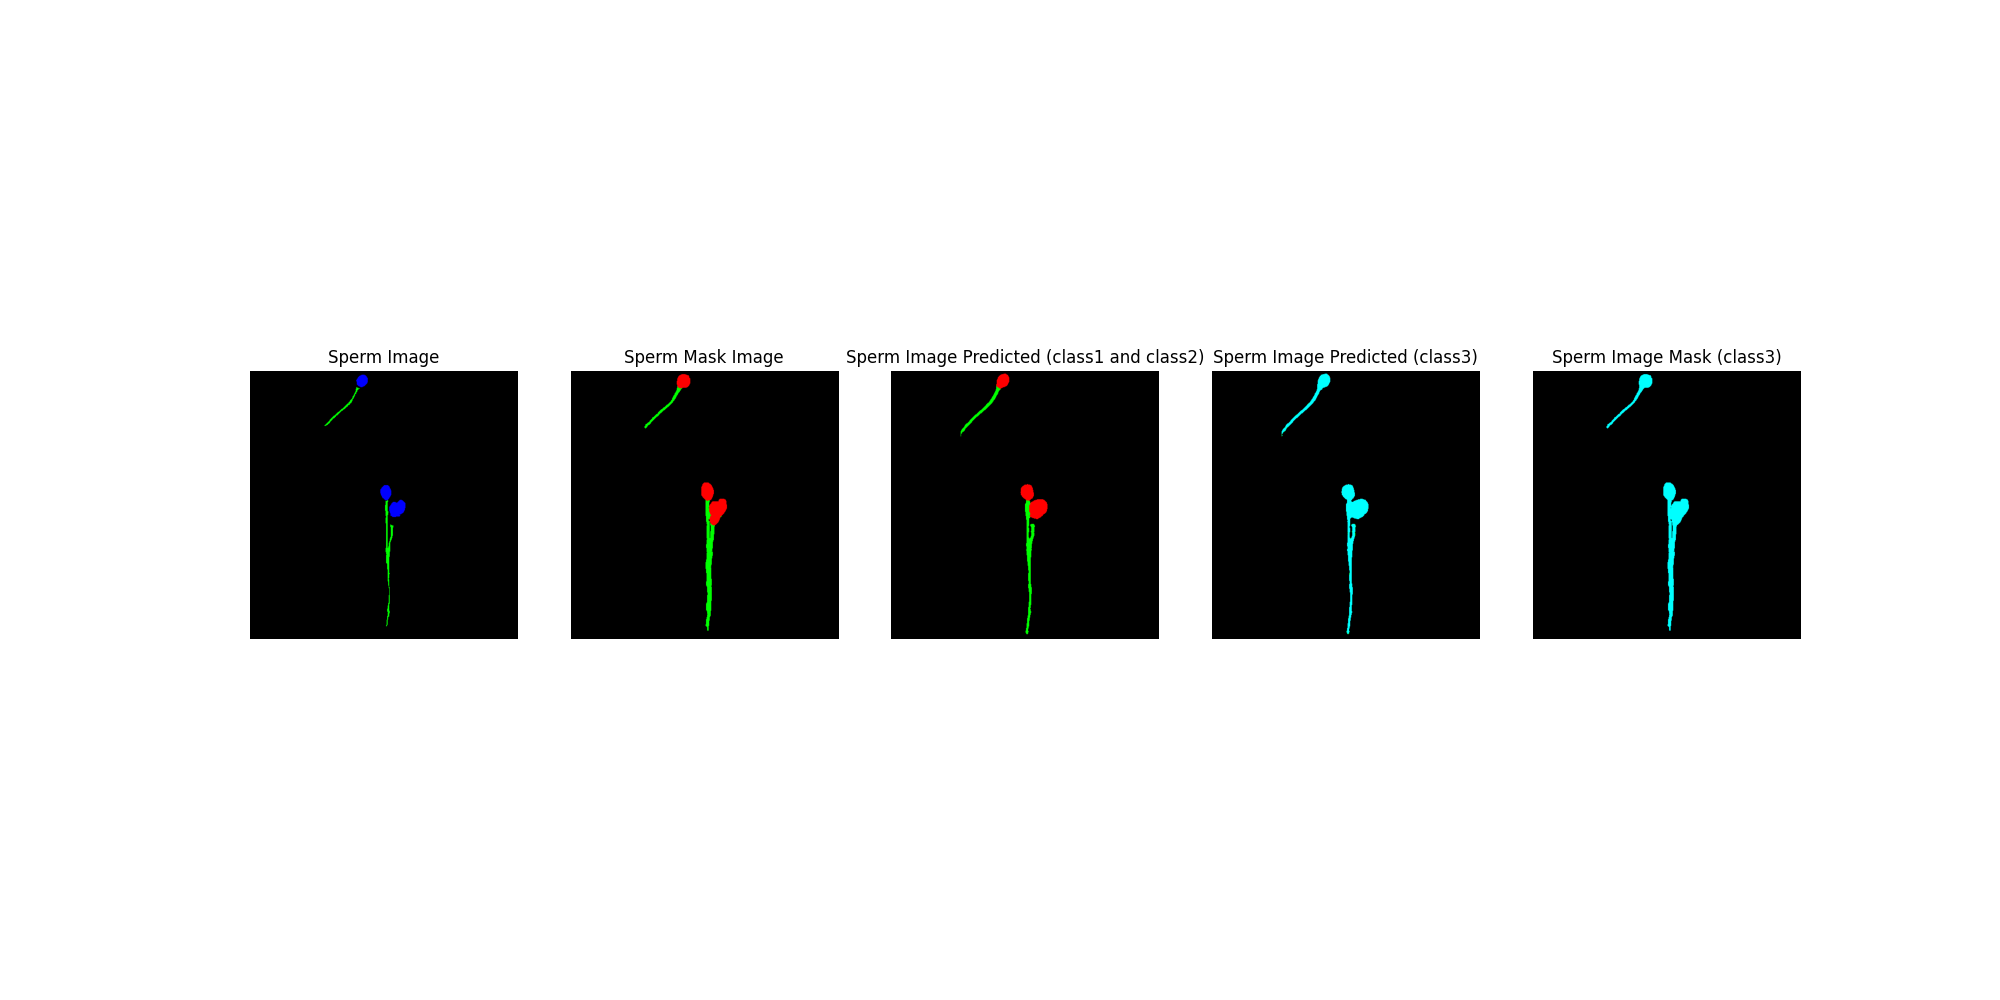 Sperm Image
Sperm Mask Image
Sperm Image Predicted (class1 and class2)
Sperm Image Predicted (class3)
Sperm Image Mask (class3)